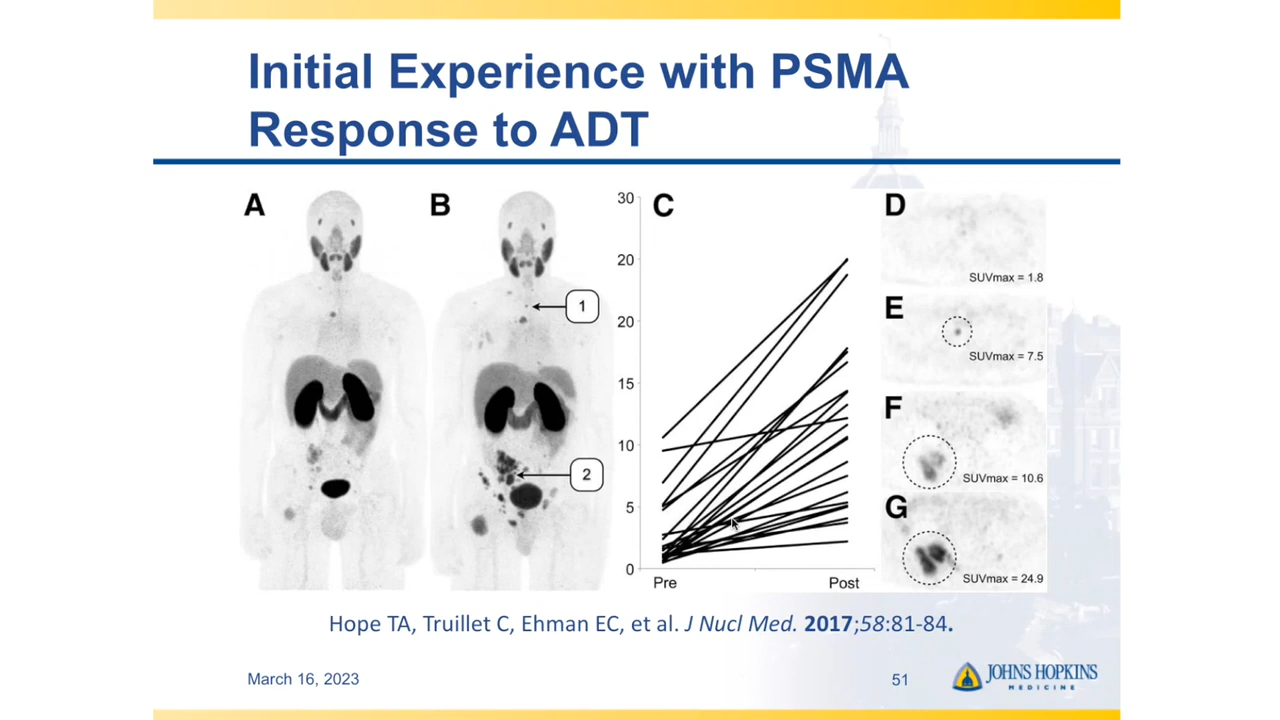 Initial Experience with PSMA
Response to ADT
A
B
1
2
30
20
20
15
10
5
0
C
Pre
Post
D
SUVmax = 1.8
E
SUVmax = 7.5
F
SUVmax = 10.6
G
SUVmax = 24.9
Hope TA, Truillet C, Ehman EC, et al. J Nucl Med. 2017;58:81-84.
March 16, 2023
51
JOHNS HOPKINS
MEDICINE